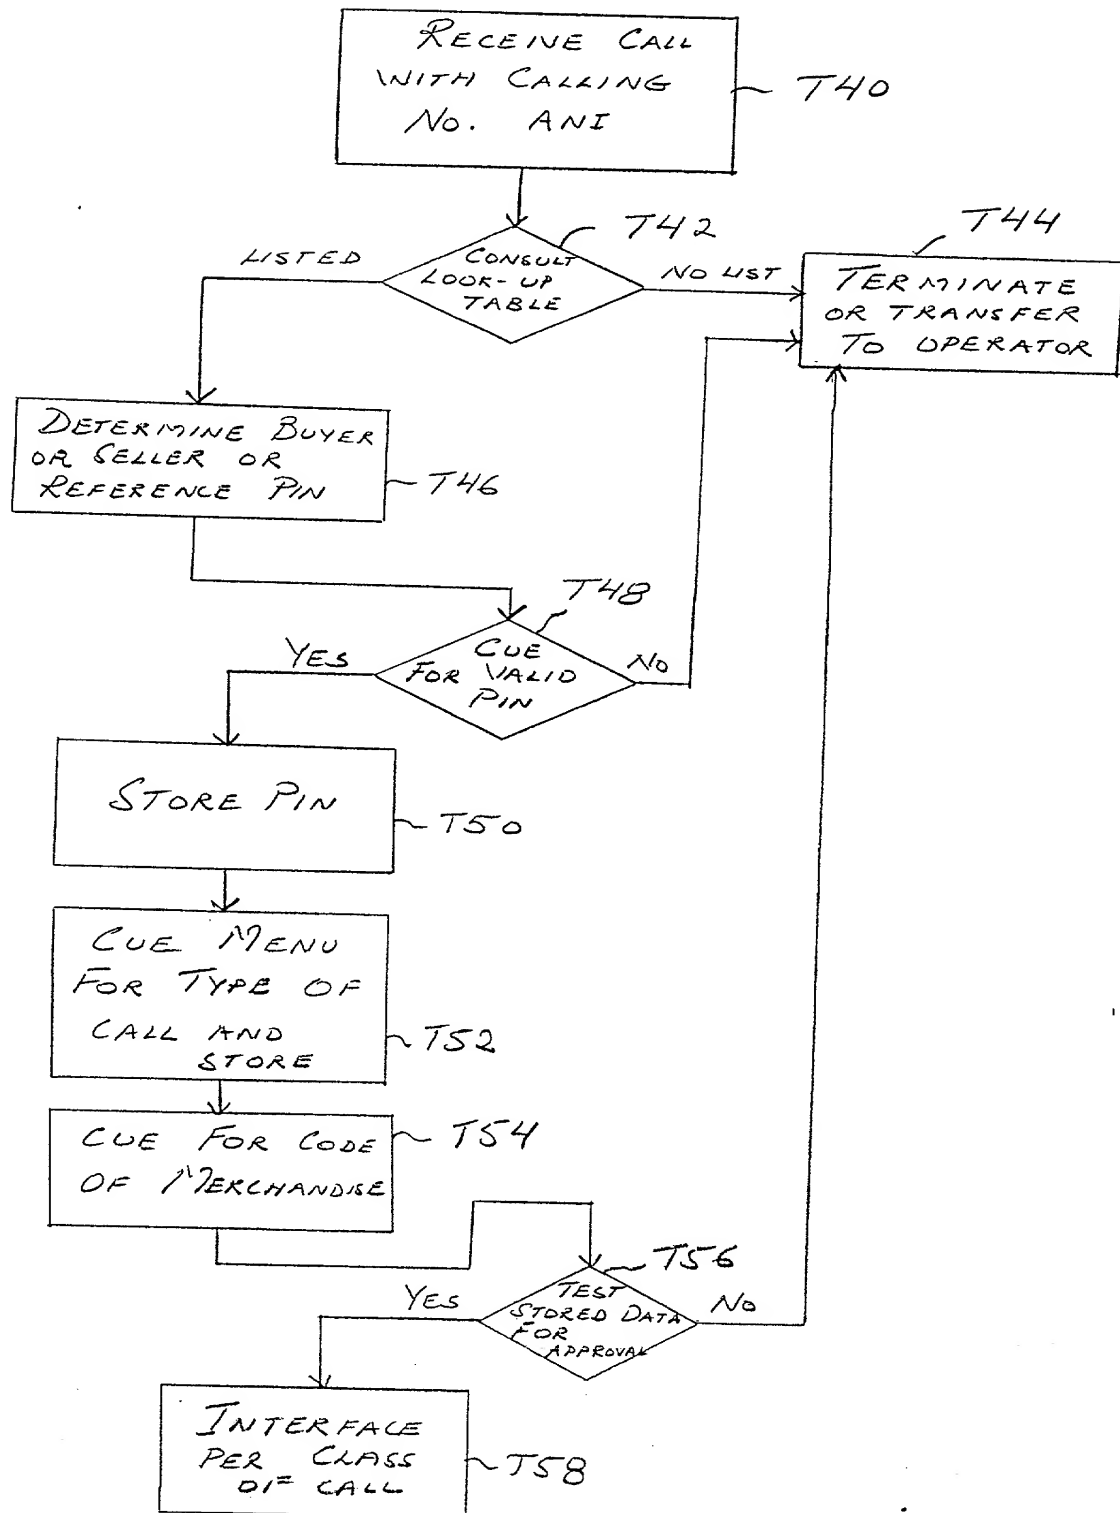 RECEIVE CALL
WITH CALLING
NO. ANI
T40
T42
T44
LISTED
CONSULT
LOOK-UP
TABLE
NO LIST
TERMINATE
OR TRANSFER
TO OPERATOR
DETERMINE BUYER
OR SELLER OR
REFERENCE PIN
T46
T48
YES
CUE
FOR VALID
PIN
NO
STORE PIN
T50
CUE MENU
FOR TYPE OF
CALL AND
STORE
T52
CUE FOR CODE
OF MERCHANDISE
T54
T56
YES
TEST
STORED DATA
FOR
APPROVAL
NO
INTERFACE
PER CLASS
OF CALL
T58